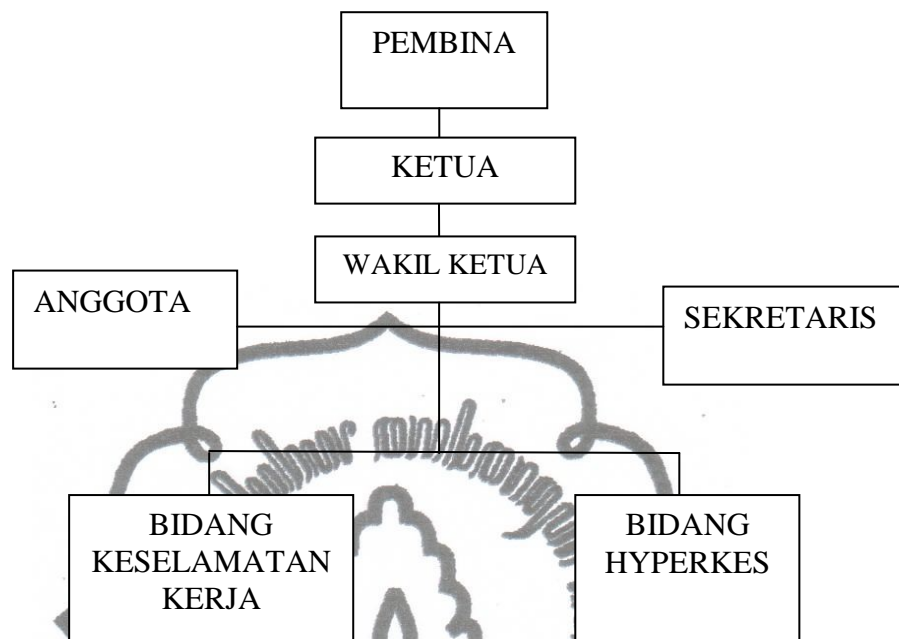 PEMBINA
KETUA
WAKIL KETUA
ANGGOTA
SEKRETARIS
BIDANG
KESELAMATAN
KERJA
BIDANG
HYPERKES